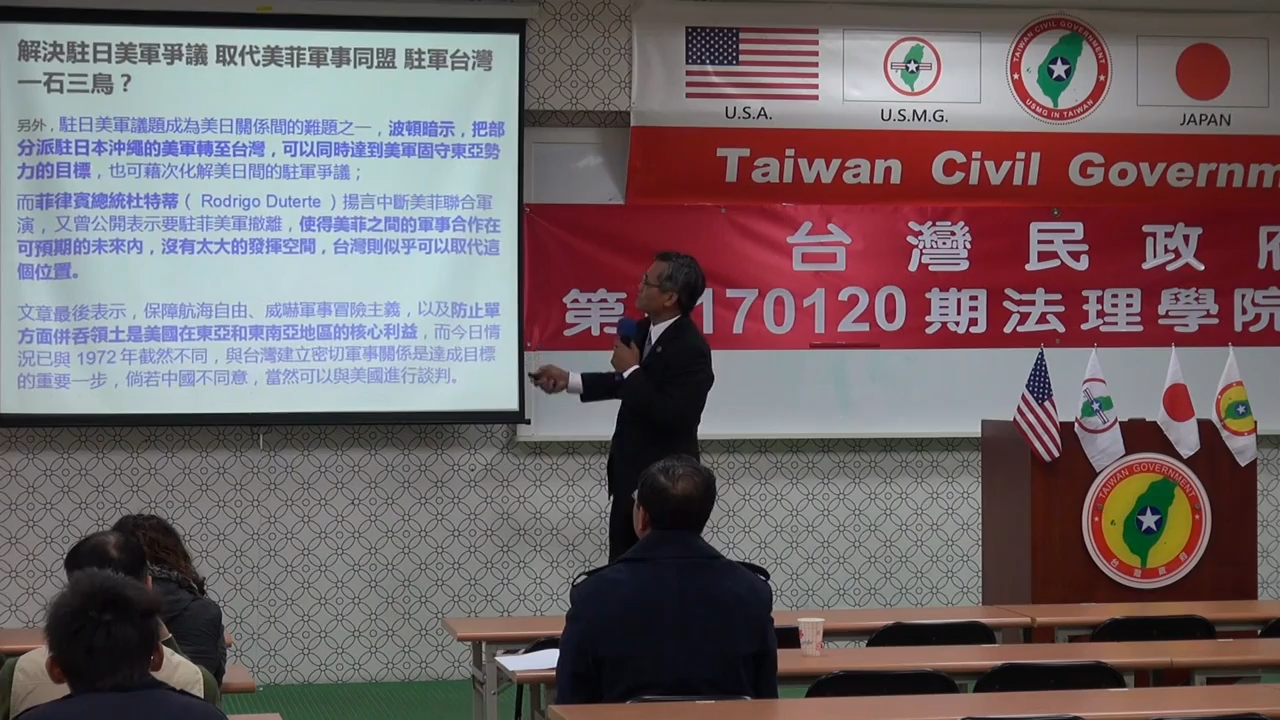 解決駐日美軍爭議 取代美菲軍事同盟 駐軍台灣
一石三鳥？
另外，駐日美軍議題成為美日關係間的難題之一，波頓暗示，把部
分派駐日本沖繩的美軍轉至台灣，可以同時達到美軍固守東亞勢
力的目標，也可藉次化解美日間的駐軍爭議；
而菲律賓總統杜特蒂（ Rodrigo Duterte ）揚言中斷美菲聯合軍
演，又曾公開表示要駐菲美軍撤離，使得美菲之間的軍事合作在
可預期的未來內，沒有太大的發揮空間，台灣則似乎可以取代這
個位置。
文章最後表示，保障航海自由、威嚇軍事冒險主義，以及防止單
方面併吞領土是美國在東亞和東南亞地區的核心利益，而今日情
況已與 1972 年截然不同，與台灣建立密切軍事關係是達成目標
的重要一步，倘若中國不同意，當然可以與美國進行談判。
U.S.A.
U.S.M.G.
TAIWAN CIVIL GOVERNMENT
USMG IN TAIWAN
JAPAN
Taiwan Civil Governm
台灣民政府
第 170120 期法理學院
TAIWAN GOVERNMENT
台灣政府